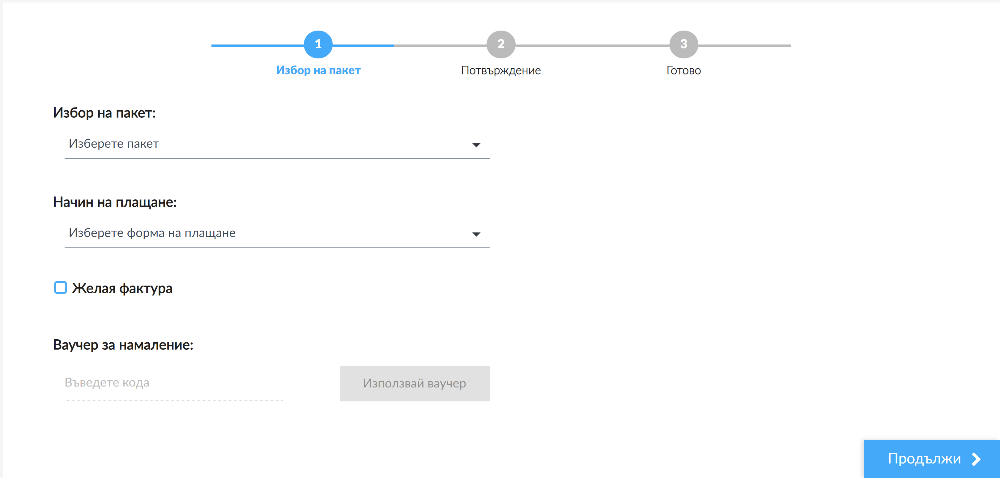 1
2
3
Избор на пакет
Потвърждение
Готово
Избор на пакет:
Изберете пакет
Начин на плащане:
Изберете форма на плащане
Желая фактура
Ваучер за намаление:
Въведете кода
Използвай ваучер
Продължи